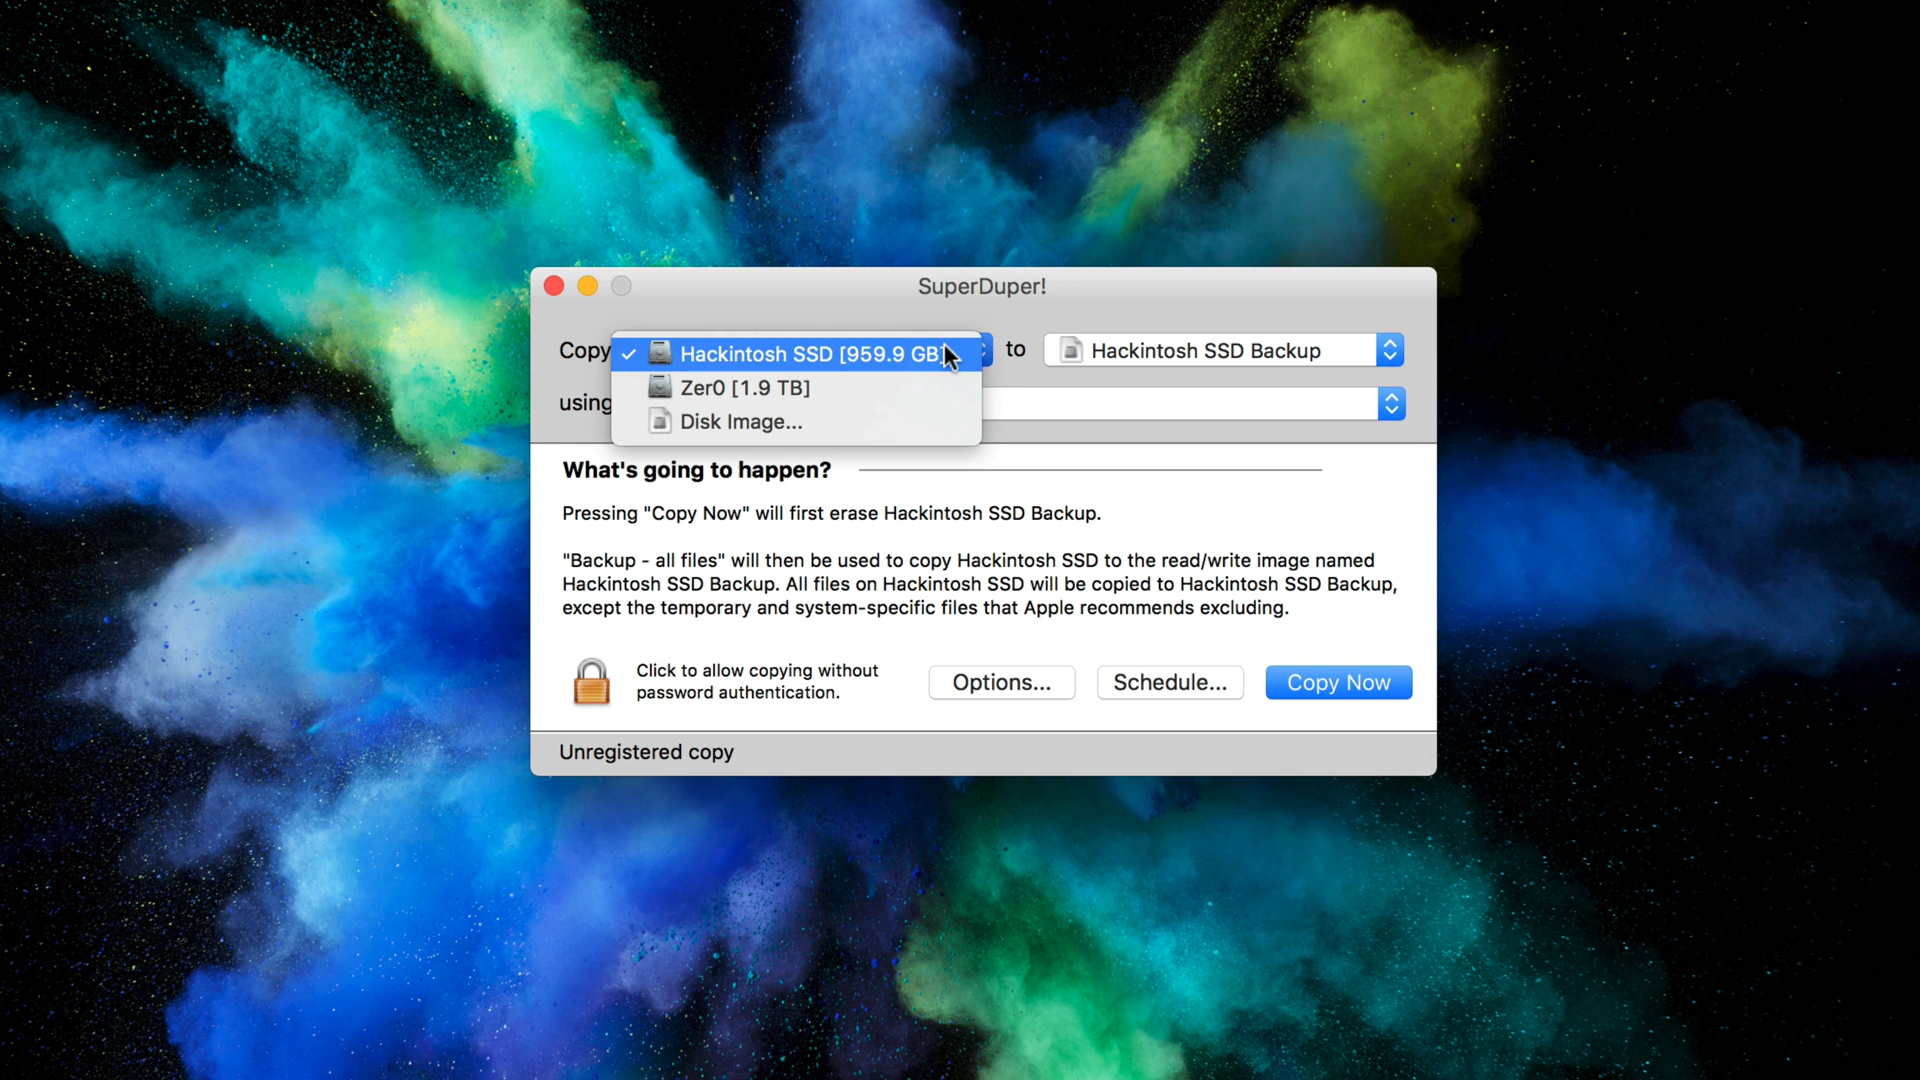 SuperDuper!
Copy
✓ Hackintosh SSD [959.9 GB]
to
Hackintosh SSD Backup
Zer0 [1.9 TB]
using
Disk Image...
What's going to happen?
Pressing "Copy Now" will first erase Hackintosh SSD Backup.
"Backup - all files" will then be used to copy Hackintosh SSD to the read/write image named
Hackintosh SSD Backup. All files on Hackintosh SSD will be copied to Hackintosh SSD Backup,
except the temporary and system-specific files that Apple recommends excluding.
Click to allow copying without
password authentication.
Options...
Schedule...
Copy Now
Unregistered copy